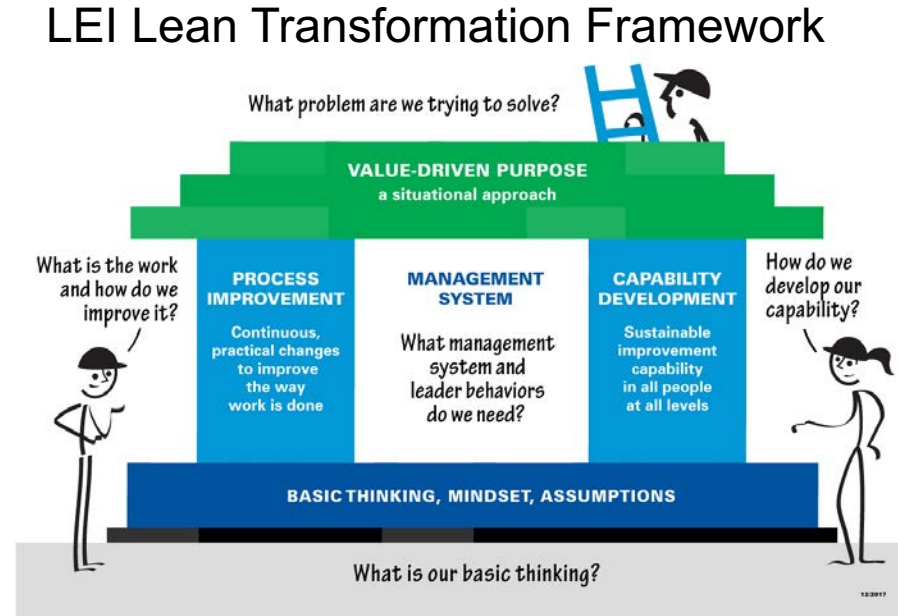 LEI Lean Transformation Framework
What problem are we trying to solve?
VALUE-DRIVEN PURPOSE
a situational approach
What is the work
and how do we
improve it?
PROCESS
IMPROVEMENT
Continuous,
practical changes
to improve
the way
work is done
MANAGEMENT
SYSTEM
What management
system and
leader behaviors
do we need?
CAPABILITY
DEVELOPMENT
Sustainable
improvement
capability
in all people
at all levels
How do we
develop our
capability?
BASIC THINKING, MINDSET, ASSUMPTIONS
What is our basic thinking?
12/2017